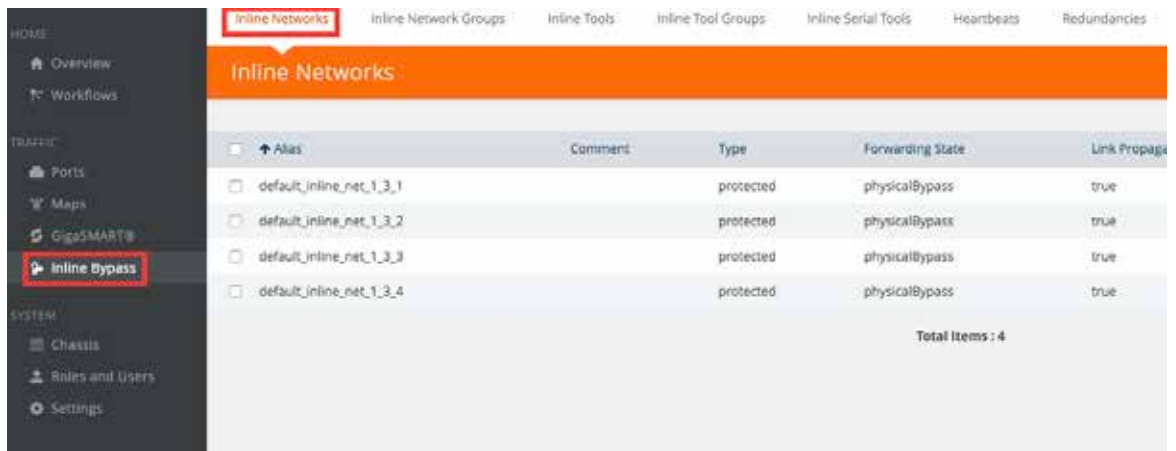 Inline Networks Inline Network Groups Inline Tools Inline Tool Groups Inline Serial Tools Heartbeats Redundancies
HOME
Overview
Workflows
TRAFFIC
Ports
Maps
GigaSMART®
Inline Bypass
SYSTEM
Chassis
Roles and Users
Settings
Inline Networks
Alias Comment Type Forwarding State Link Propaga
default_inline_net_1_3_1 protected physicalBypass true
default_inline_net_1_3_2 protected physicalBypass true
default_inline_net_1_3_3 protected physicalBypass true
default_inline_net_1_3_4 protected physicalBypass true
Total Items : 4